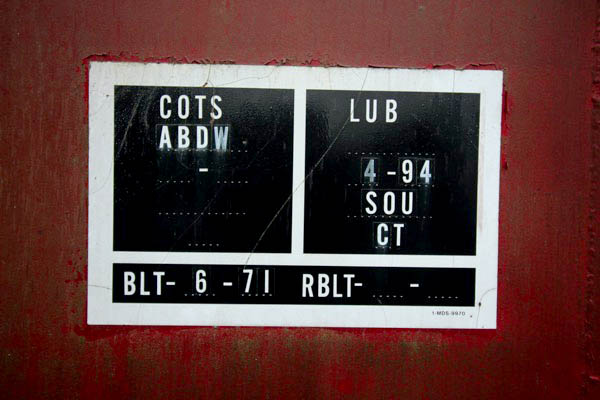 COTS
ABDW
-
LUB
4-94
SOU
CT
BLT- 6 - 71 RBLT- -
1-MDS-9970